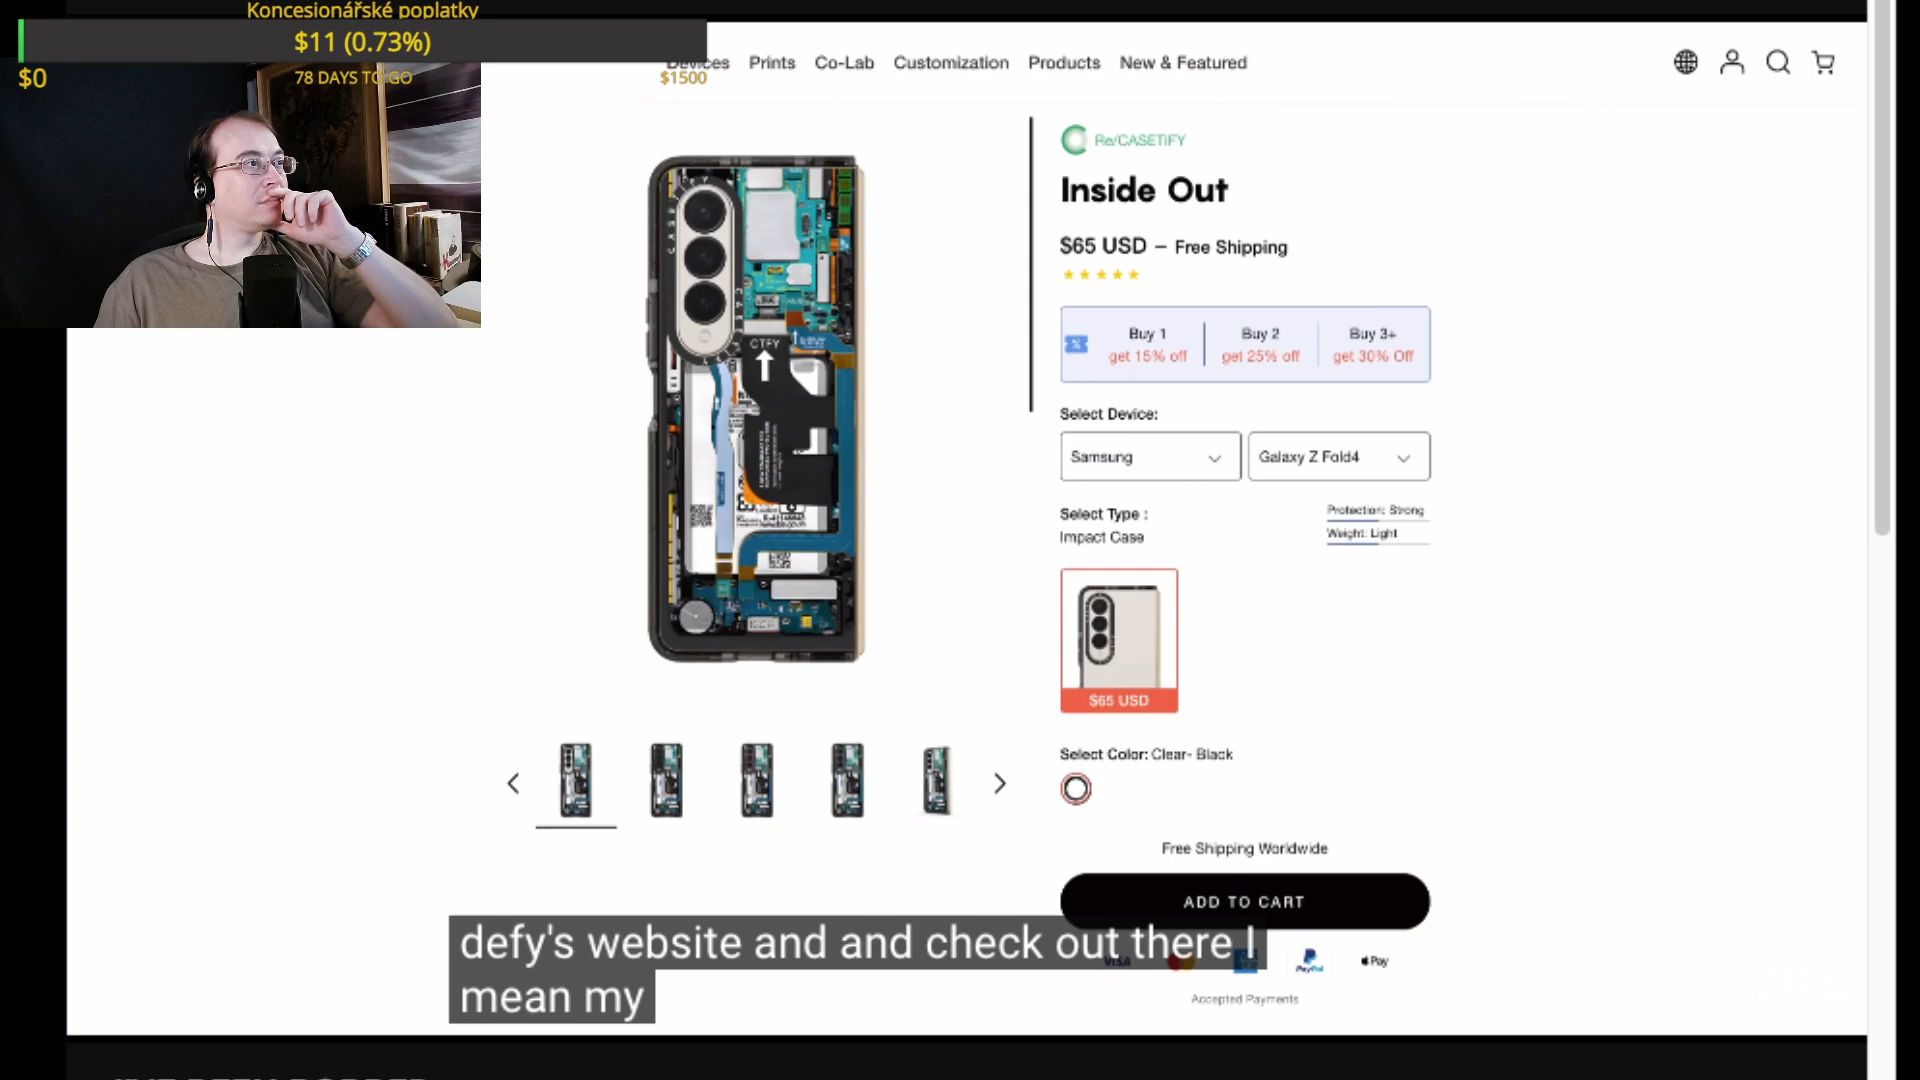 Koncesionářské poplatky
$11 (0.73%)
$0
78 DAYS TO GO
$1500
Devices Prints Co-Lab Customization Products New & Featured
Re/CASETiFY
Inside Out
$65 USD – Free Shipping
Buy 1
get 15% off
Buy 2
get 25% off
Buy 3+
get 30% Off
Select Device:
Samsung
Galaxy Z Fold4
Select Type :
Impact Case
Protection: Strong
Weight: Light
$65 USD
Select Color: Clear- Black
Free Shipping Worldwide
ADD TO CART
VISA
PayPal
Pay
Accepted Payments
CTFY
defy's website and and check out there I
mean my